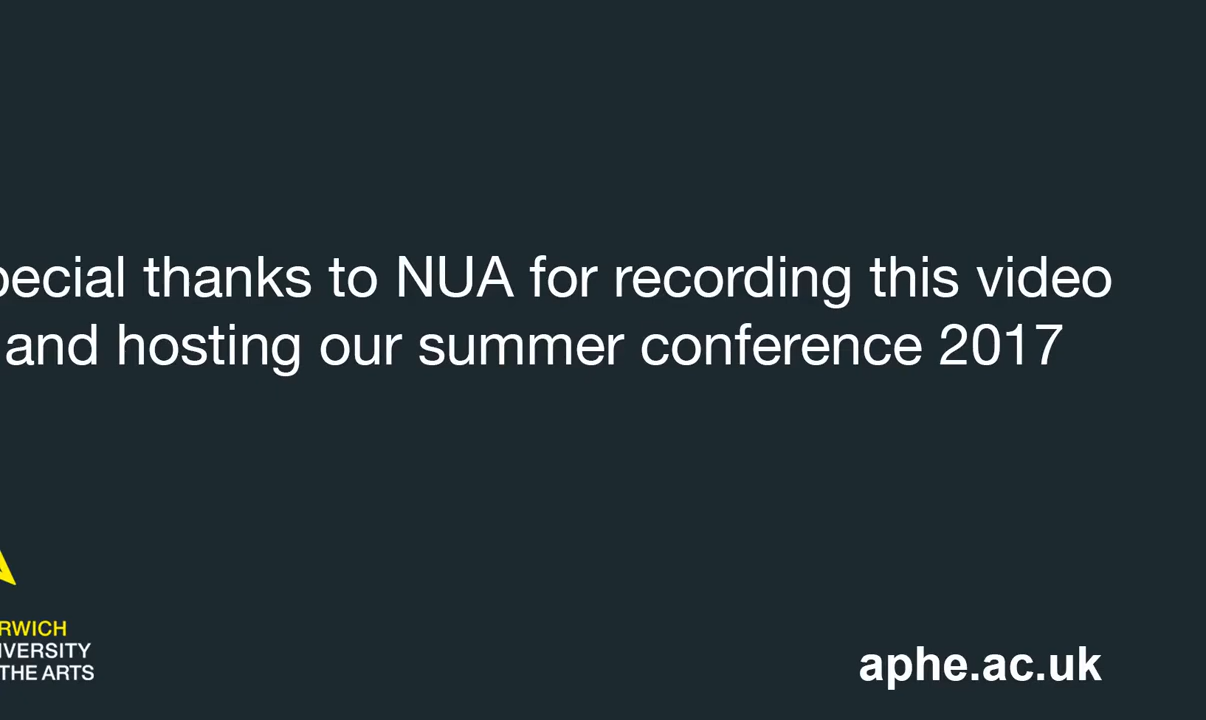 pecial thanks to NUA for recording this video
and hosting our summer conference 2017
RWICH
IVERSITY
THE ARTS
aphe.ac.uk